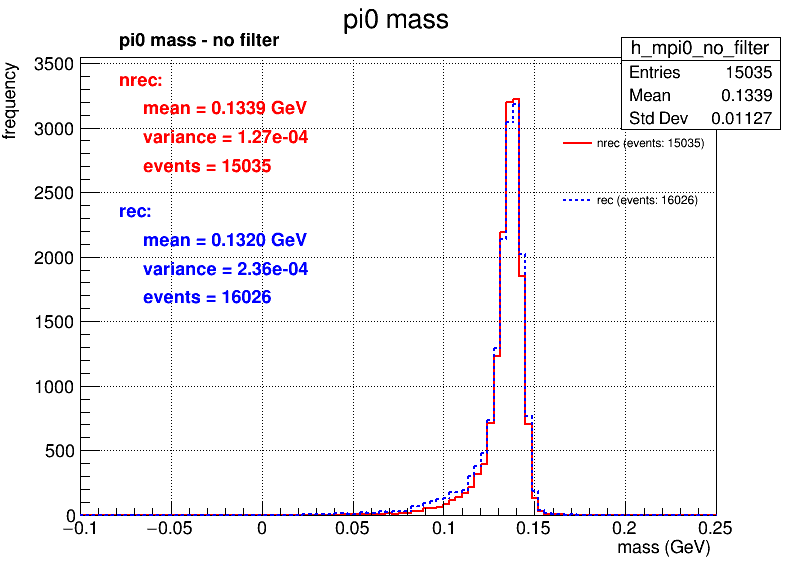 pi0 mass
pi0 mass - no filter
h_mpi0_no_filter
Entries 15035
Mean 0.1339
Std Dev 0.01127
nrec:
mean = 0.1339 GeV
variance = 1.27e-04
events = 15035
rec:
mean = 0.1320 GeV
variance = 2.36e-04
events = 16026
nrec (events: 15035)
rec (events: 16026)
frequency
3500
3000
2500
2000
1500
1000
500
0
−0.1 −0.05 0 0.05 0.1 0.15 0.2 0.25
mass (GeV)